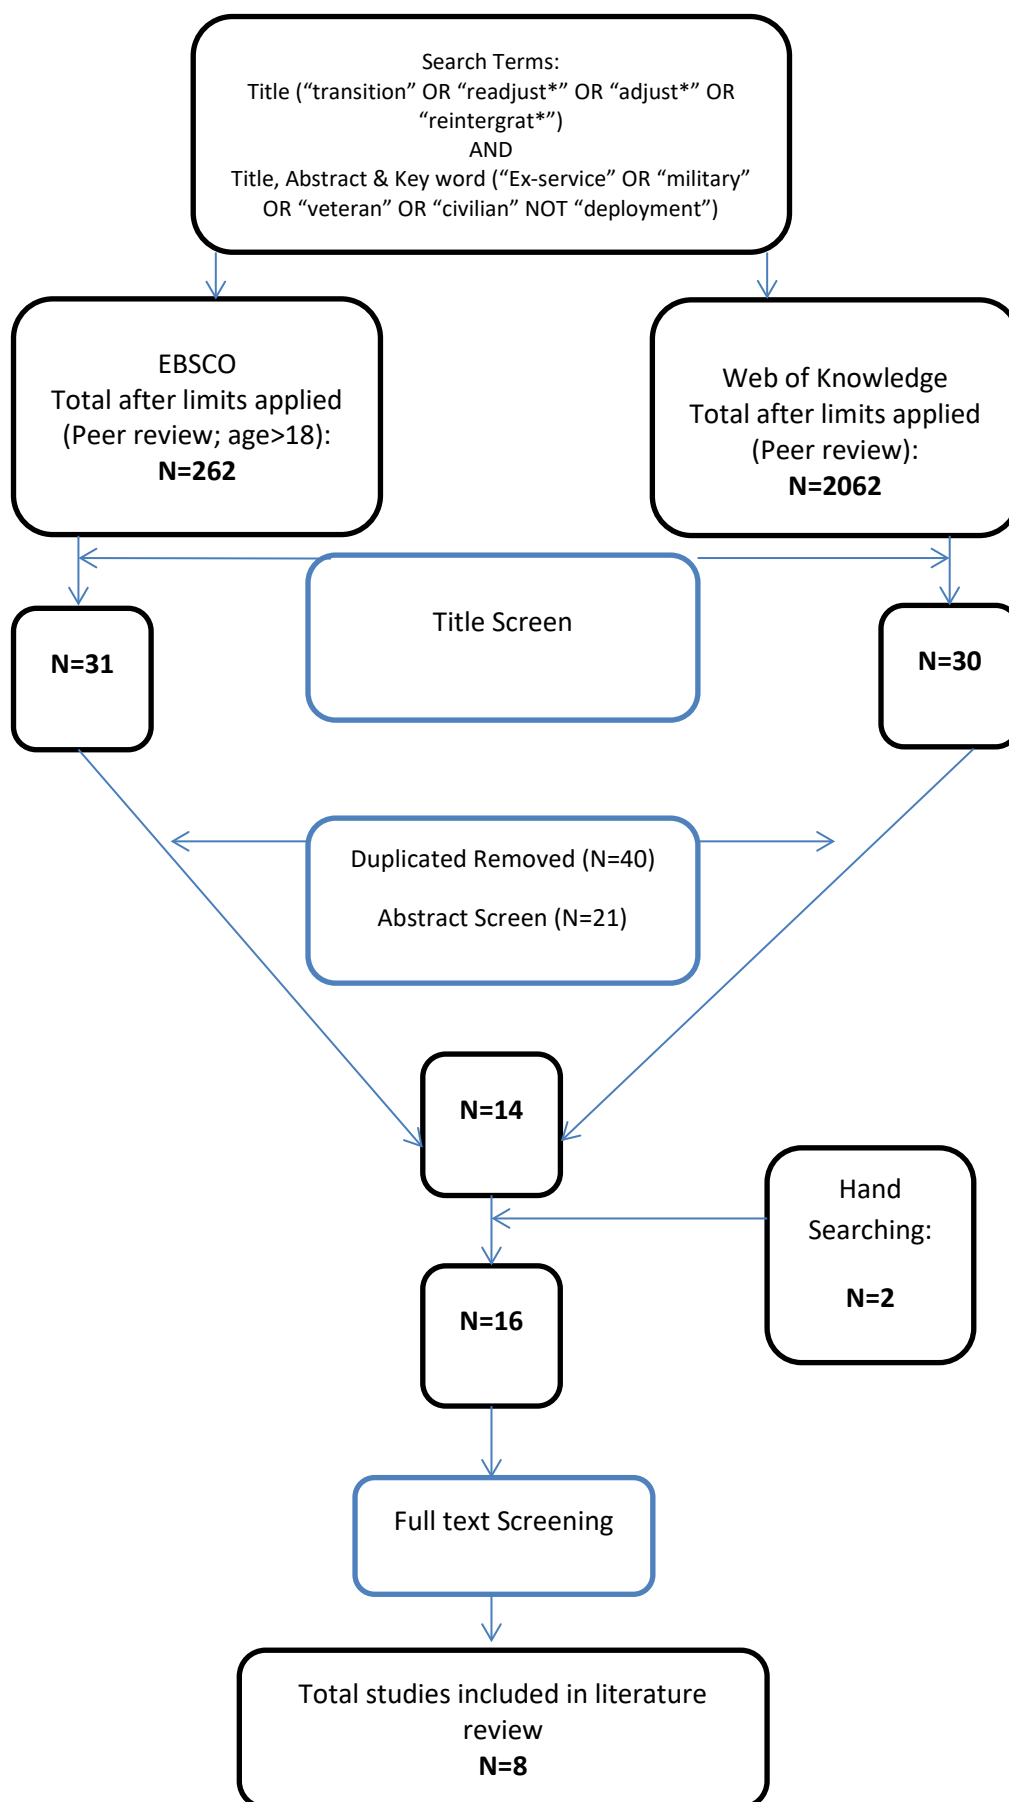 Search Terms:
Title (“transition” OR “readjust*” OR “adjust*” OR
“reintergrat*”)
AND
Title, Abstract & Key word (“Ex-service” OR “military”
OR “veteran” OR “civilian” NOT “deployment”)
EBSCO
Total after limits applied
(Peer review; age>18):
N=262
Web of Knowledge
Total after limits applied
(Peer review):
N=2062
Title Screen
N=31
N=30
Duplicated Removed (N=40)
Abstract Screen (N=21)
N=14
Hand
Searching:
N=2
N=16
Full text Screening
Total studies included in literature
review
N=8